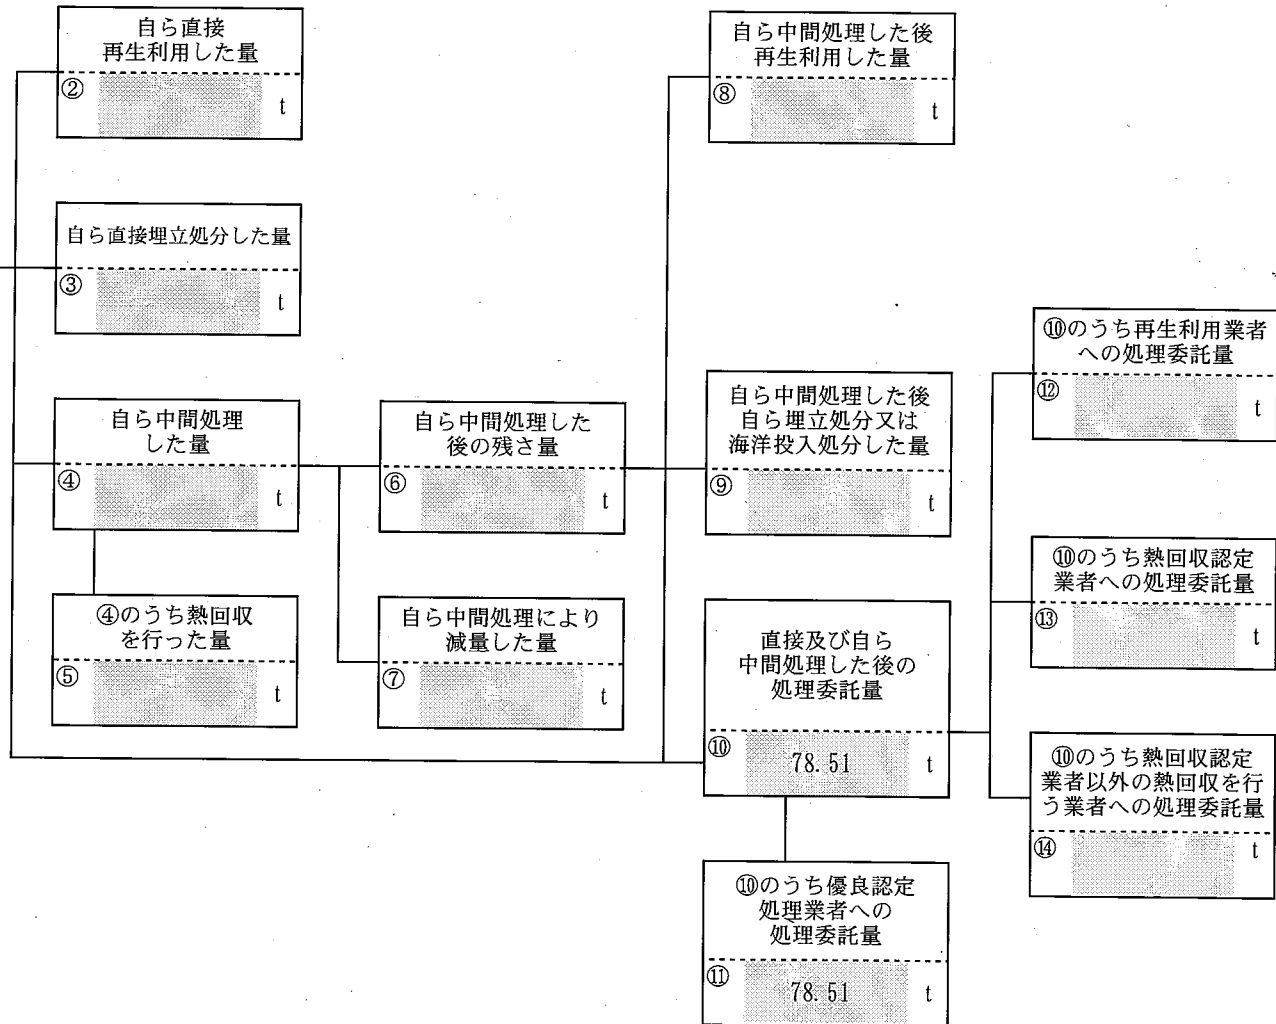 自ら直接
再生利用した量
② t
自ら直接埋立処分した量
③ t
自ら中間処理
した量
④ t
④のうち熱回収
を行った量
⑤ t
自ら中間処理した
後の残さ量
⑥ t
自ら中間処理により
減量した量
⑦ t
自ら中間処理した後
再生利用した量
⑧ t
自ら中間処理した後
自ら埋立処分又は
海洋投入処分した量
⑨ t
直接及び自ら
中間処理した後の
処理委託量
⑩ 78.51 t
⑩のうち優良認定
処理業者への
処理委託量
⑪ 78.51 t
⑩のうち再生利用業者
への処理委託量
⑫ t
⑩のうち熱回収認定
業者への処理委託量
⑬ t
⑩のうち熱回収認定
業者以外の熱回収を行
う業者への処理委託量
⑭ t